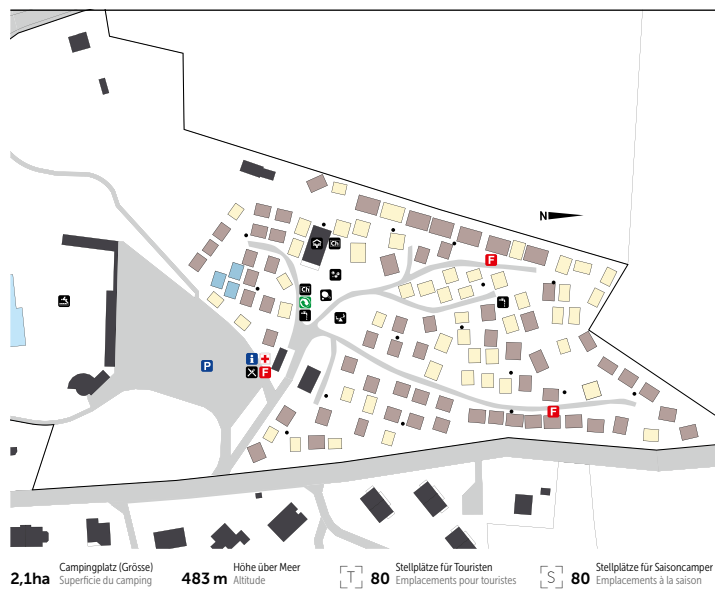 N
Ch
F
Ch
P
i
F
F
2,1ha Campingplatz (Grösse)
Superficie du camping
483 m Höhe über Meer
Altitude
[T] 80 Stellplätze für Touristen
Emplacements pour touristes
[S] 80 Stellplätze für Saisoncamper
Emplacements à la saison